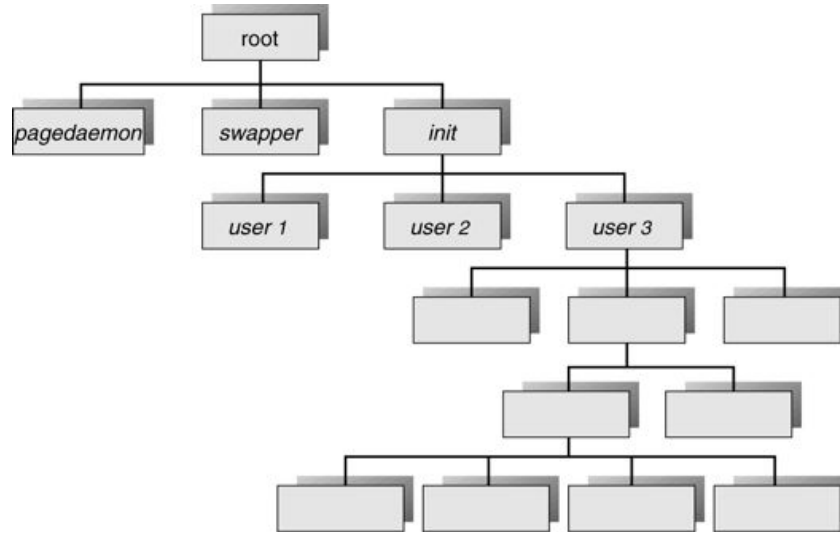 root
pagedaemon
swapper
init
user 1
user 2
user 3